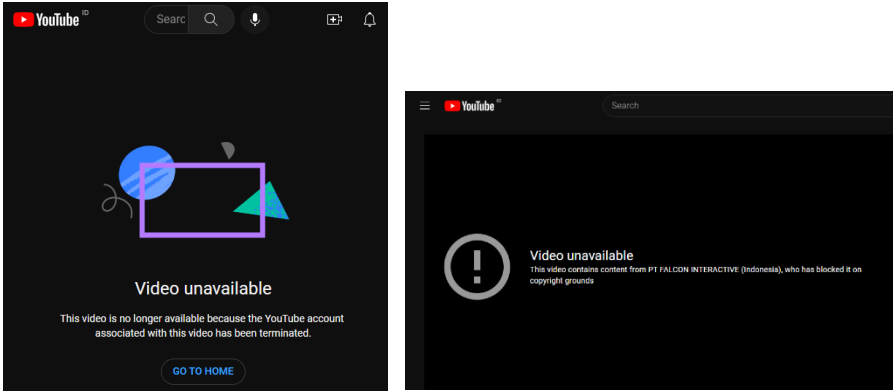 YouTube ID
Searc
Video unavailable
This video is no longer available because the YouTube account
associated with this video has been terminated.
GO TO HOME
YouTube ID
Search
Video unavailable
This video contains content from PT FALCON INTERACTIVE (Indonesia), who has blocked it on
copyright grounds